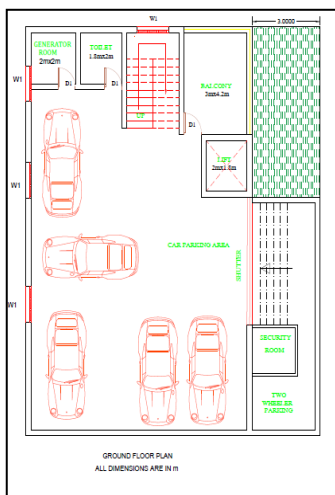 W1
3.0000
GENERATOR
ROOM
2mx2m
TOILET
1.8mx2m
W1
D1
D1
BALCONY
3mx4.2m
UP
D1
LIFT
2mx1.8m
W1
CAR PARKING AREA
SHUTTER
W1
SECURITY
ROOM
TWO
WHEELER
PARKING
GROUND FLOOR PLAN
ALL DIMENSIONS ARE IN m